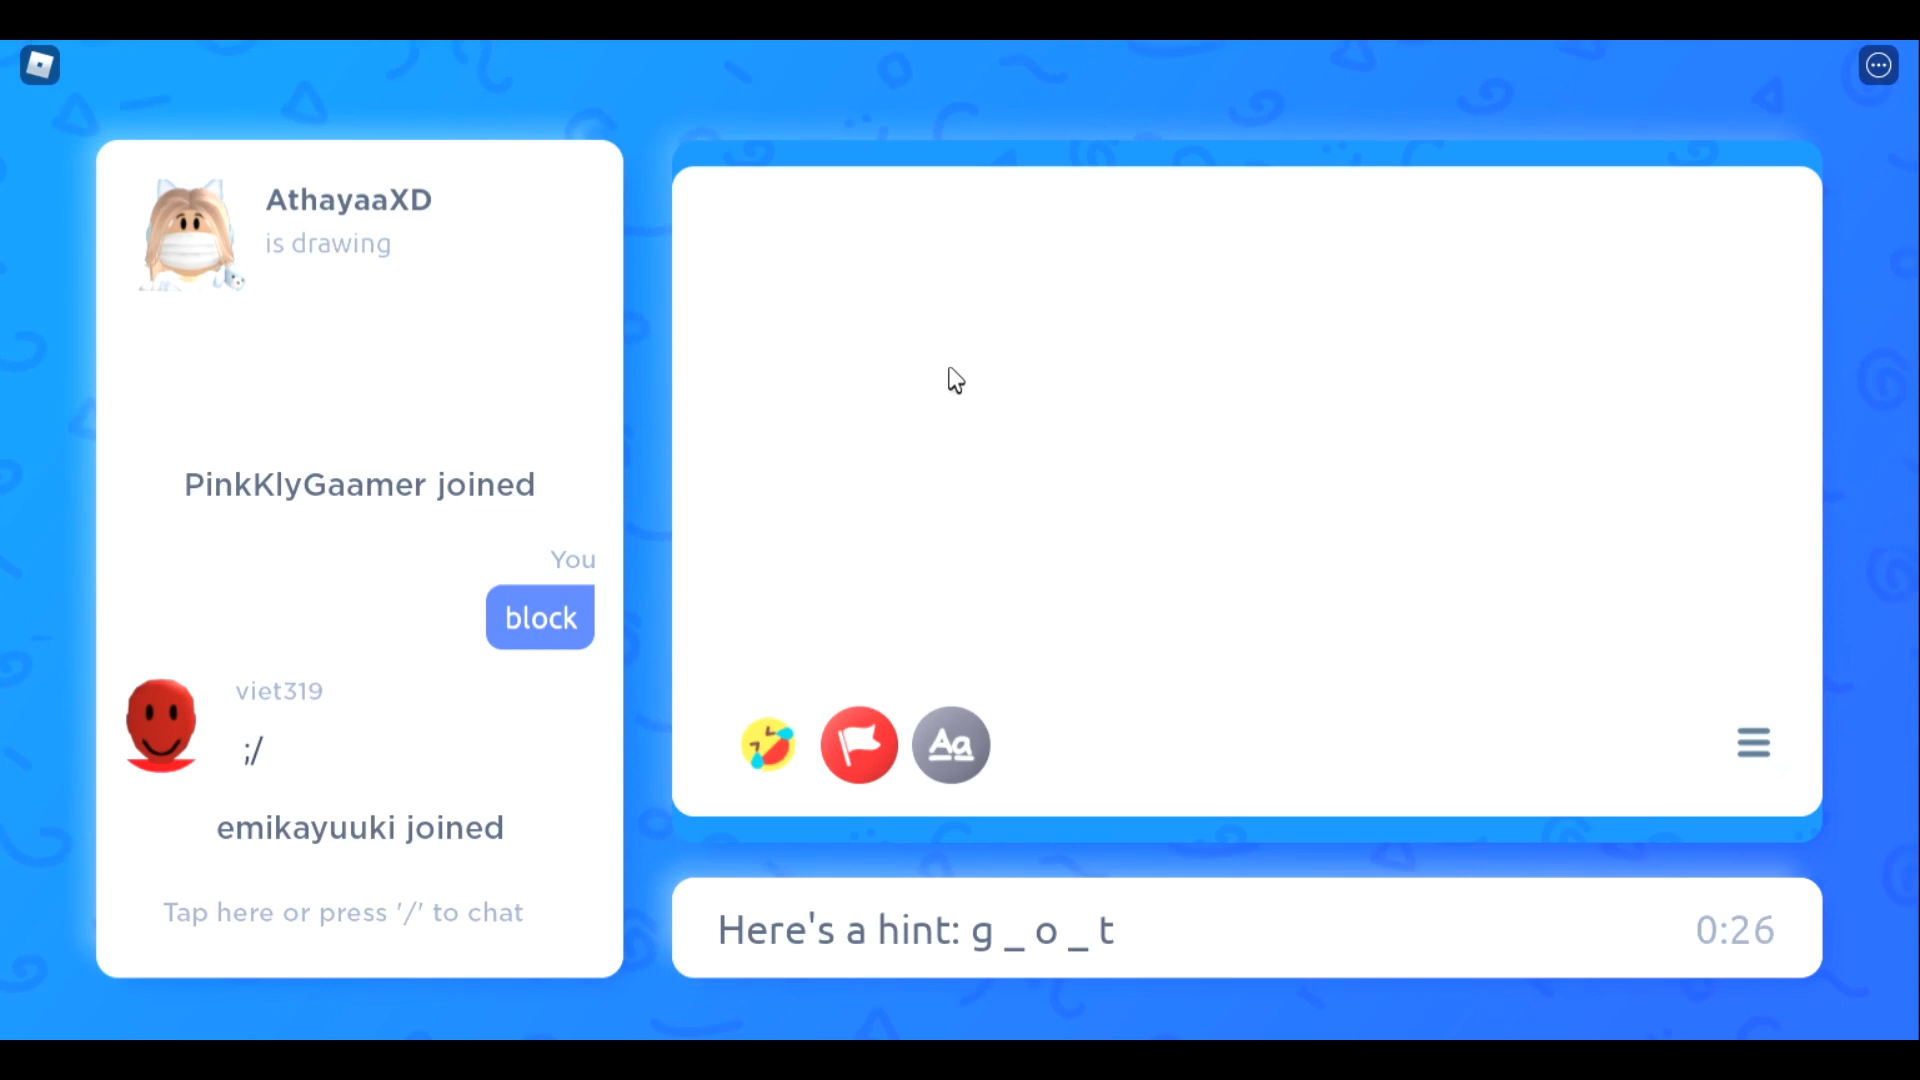 AthayaaXD
is drawing
PinkKlyGaamer joined
You
block
viet319
;/
emikayuuki joined
Tap here or press '/' to chat
Aa
Here's a hint: g _ o _ t
0:26